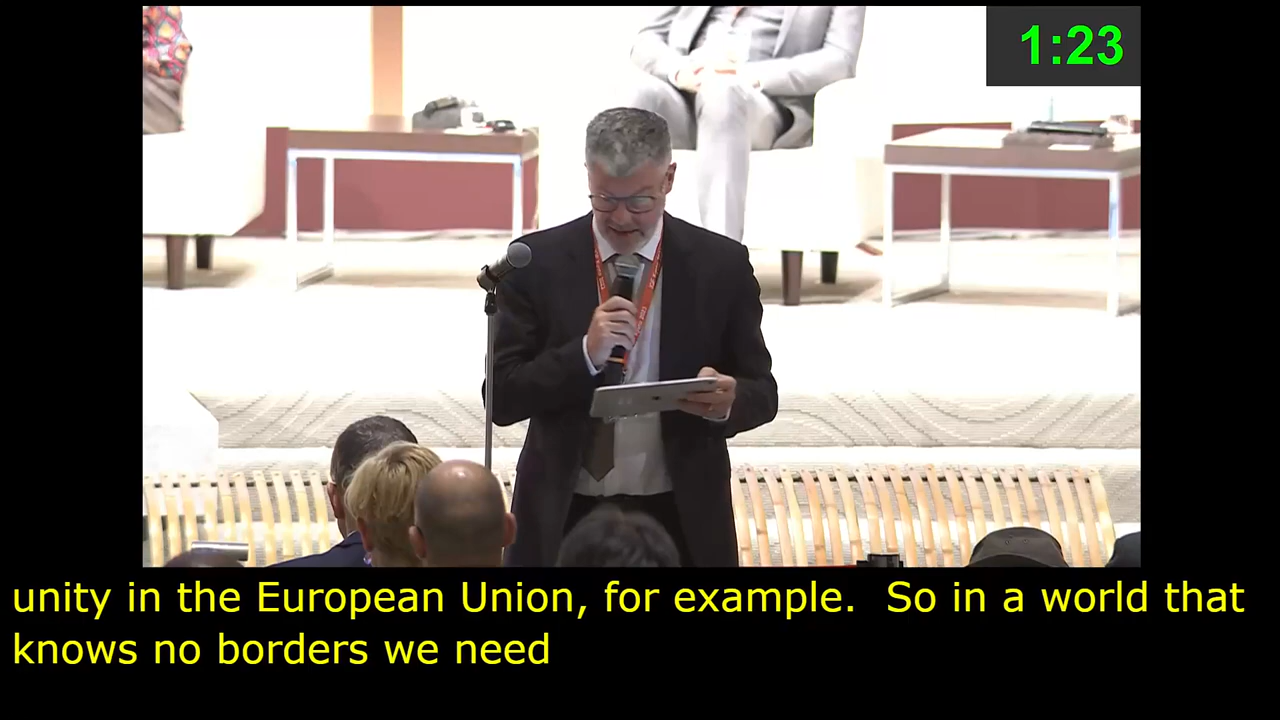 1:23
unity in the European Union, for example.  So in a world that
knows no borders we need